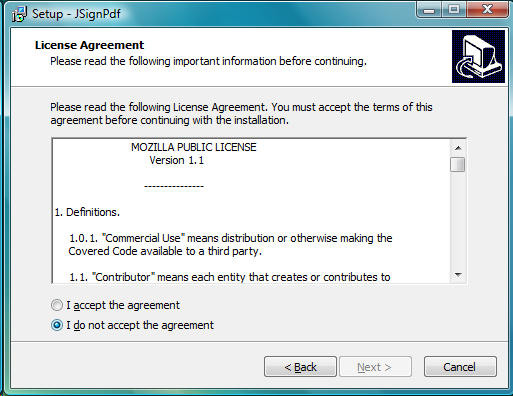 Setup - JSignPdf
License Agreement
Please read the following important information before continuing.
Please read the following License Agreement. You must accept the terms of this
agreement before continuing with the installation.
MOZILLA PUBLIC LICENSE
Version 1.1
---------------
1. Definitions.
1.0.1. "Commercial Use" means distribution or otherwise making the
Covered Code available to a third party.
1.1. "Contributor" means each entity that creates or contributes to
I accept the agreement
I do not accept the agreement
< Back Next > Cancel